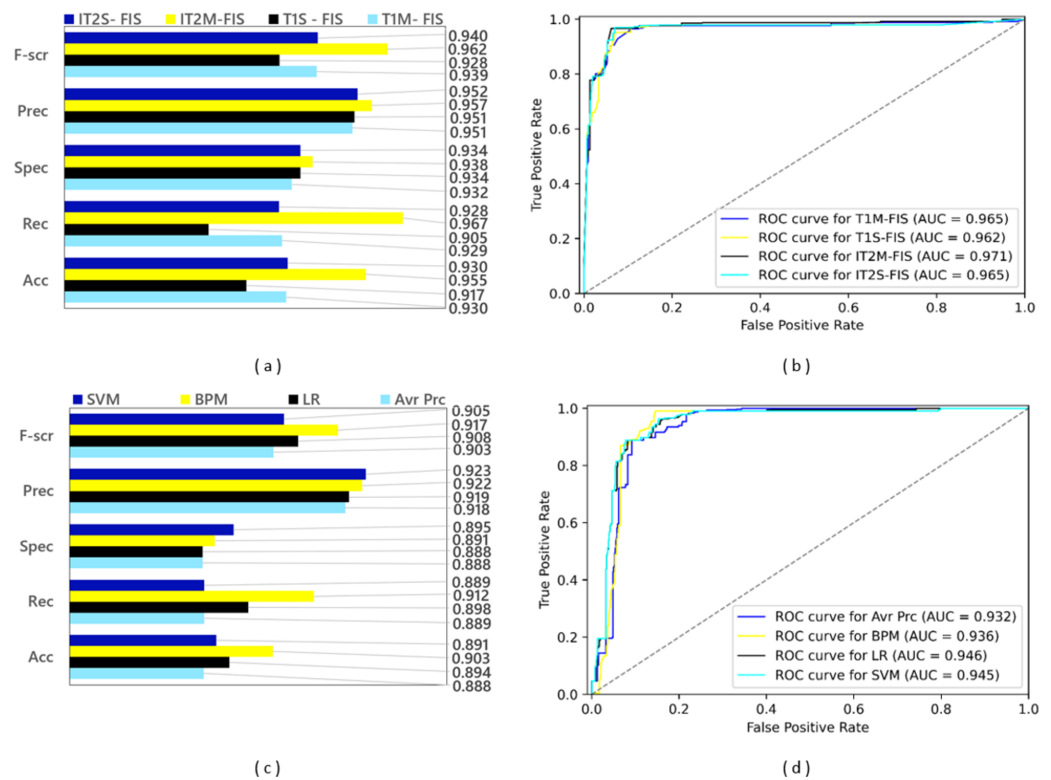 IT2S- FIS IT2M-FIS T1S - FIS T1M- FIS
F-scr
0.940
0.962
0.928
0.939
Prec
0.952
0.957
0.951
0.951
Spec
0.934
0.938
0.934
0.932
Rec
0.928
0.967
0.905
0.929
Acc
0.930
0.955
0.917
0.930
( a )
True Positive Rate
1.0
0.8
0.6
0.4
0.2
0.0
ROC curve for T1M-FIS (AUC = 0.965)
ROC curve for T1S-FIS (AUC = 0.962)
ROC curve for IT2M-FIS (AUC = 0.971)
ROC curve for IT2S-FIS (AUC = 0.965)
0.0 0.2 0.4 0.6 0.8 1.0
False Positive Rate
( b )
SVM BPM LR Avr Prc
F-scr
0.905
0.917
0.908
0.903
Prec
0.923
0.922
0.919
0.918
Spec
0.895
0.891
0.888
0.888
Rec
0.889
0.912
0.898
0.889
Acc
0.891
0.903
0.894
0.888
( c )
True Positive Rate
1.0
0.8
0.6
0.4
0.2
0.0
ROC curve for Avr Prc (AUC = 0.932)
ROC curve for BPM (AUC = 0.936)
ROC curve for LR (AUC = 0.946)
ROC curve for SVM (AUC = 0.945)
0.0 0.2 0.4 0.6 0.8 1.0
False Positive Rate
( d )